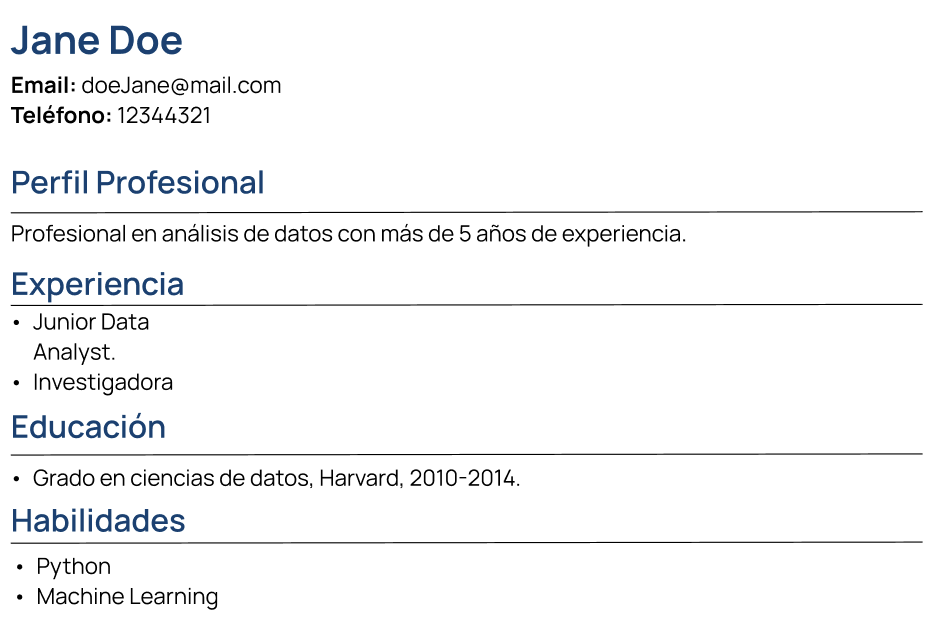 Jane Doe
Email: doeJane@mail.com
Teléfono: 12344321
Perfil Profesional
Profesional en análisis de datos con más de 5 años de experiencia.
Experiencia
• Junior Data
Analyst.
• Investigadora
Educación
• Grado en ciencias de datos, Harvard, 2010-2014.
Habilidades
• Python
• Machine Learning